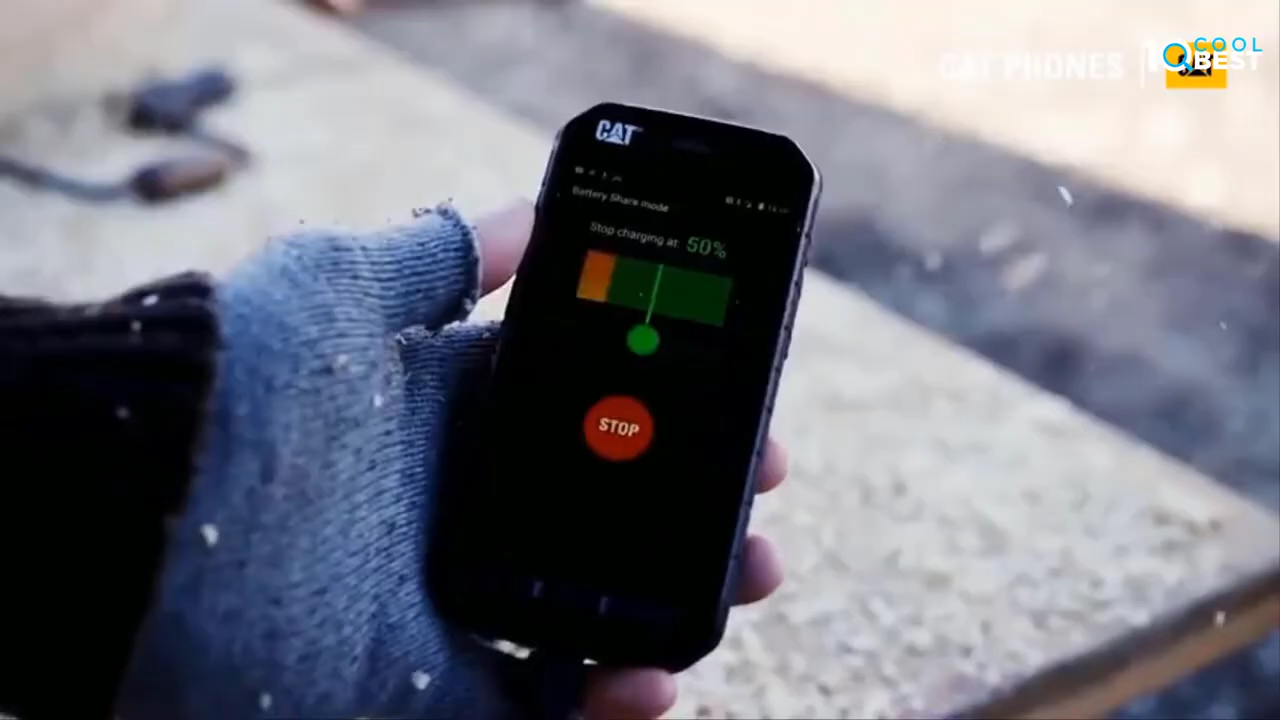 CAT PHONES
COOL
BEST
CAT
Battery Share mode
Stop charging at: 50%
STOP